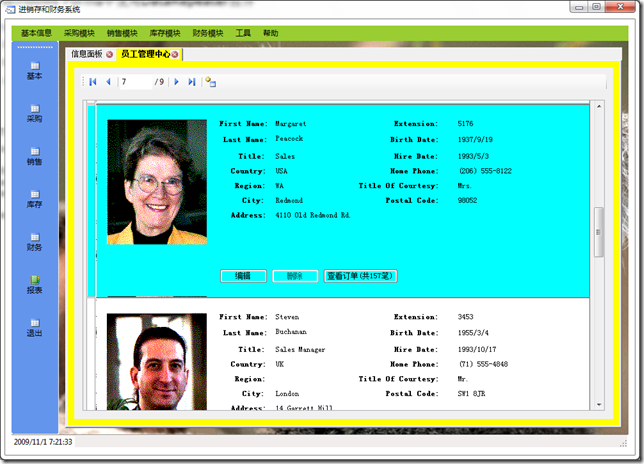 进销存和财务系统
基本信息 采购模块 销售模块 库存模块 财务模块 工具 帮助
信息面板 员工管理中心
7 / 9
基本
采购
销售
库存
财务
报表
退出
First Name: Margaret Extension: 5176
Last Name: Peacock Birth Date: 1937/9/19
Title: Sales Hire Date: 1993/5/3
Country: USA Home Phone: (206) 555-8122
Region: WA Title Of Courtesy: Mrs.
City: Redmond Postal Code: 98052
Address: 4110 Old Redmond Rd.
编辑 删除 查看订单(共157笔)
First Name: Steven Extension: 3453
Last Name: Buchanan Birth Date: 1955/3/4
Title: Sales Manager Hire Date: 1993/10/17
Country: UK Home Phone: (71) 555-4848
Region: Title Of Courtesy: Mr.
City: London Postal Code: SW1 8JR
Address: 14 Garrett Hill
2009/11/1 7:21:33